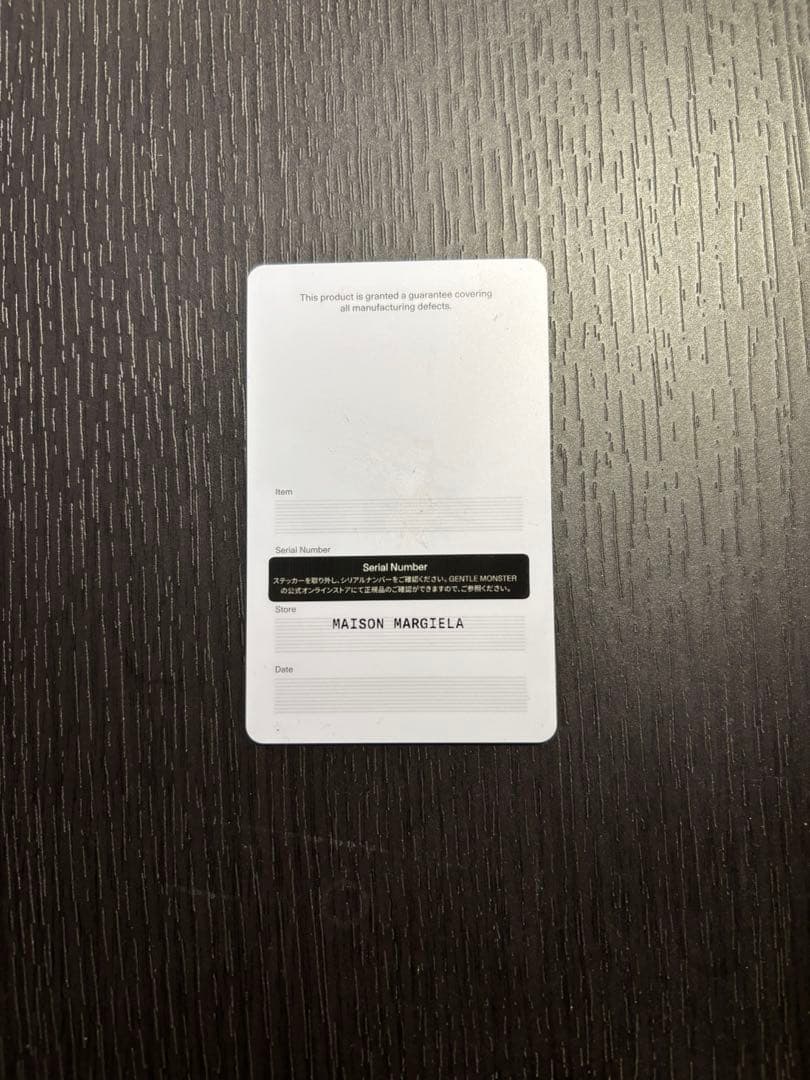 This product is granted a guarantee covering
all manufacturing defects.
Item
Serial Number
Serial Number
ステッカーを取り外し、シリアルナンバーをご確認ください。GENTLE MONSTER
の公式オンラインストアにて正規品のご確認ができますので、ご参照ください。
Store
MAISON MARGIELA
Date